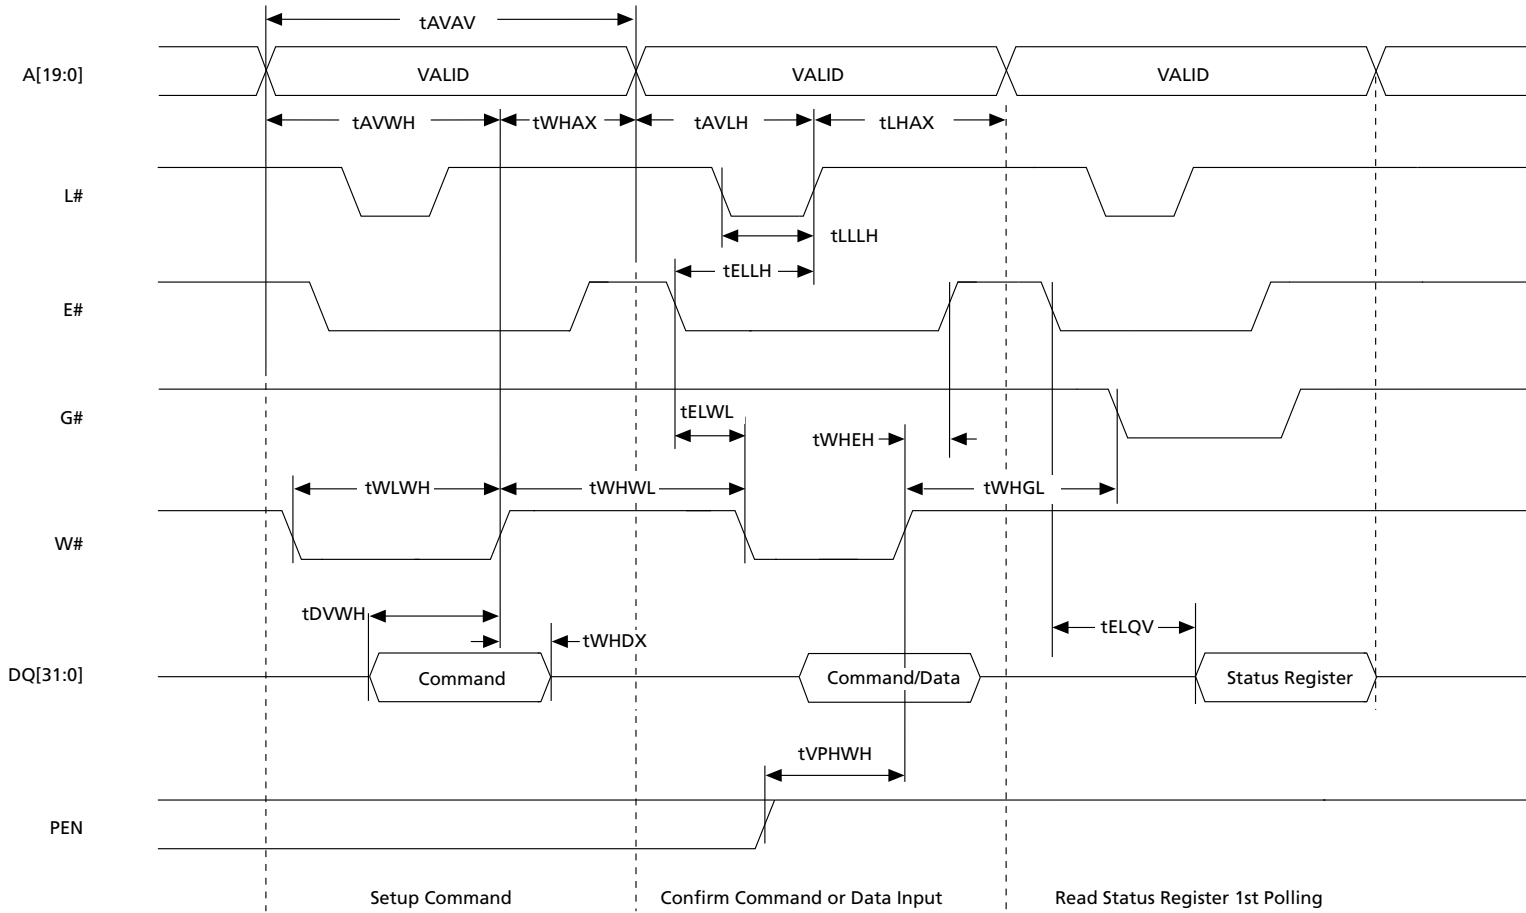 tAVAV
A[19:0]
VALID
VALID
VALID
tAVWH
tWHAX
tAVLH
tLHAX
L#
tLLLH
tELLH
E#
G#
tELWL
tWHEH
tWLWH
tWHWL
tWHGL
W#
tDVWH
tWHDX
tELQV
DQ[31:0]
Command
Command/Data
Status Register
tVPHWH
PEN
Setup Command
Confirm Command or Data Input
Read Status Register 1st Polling